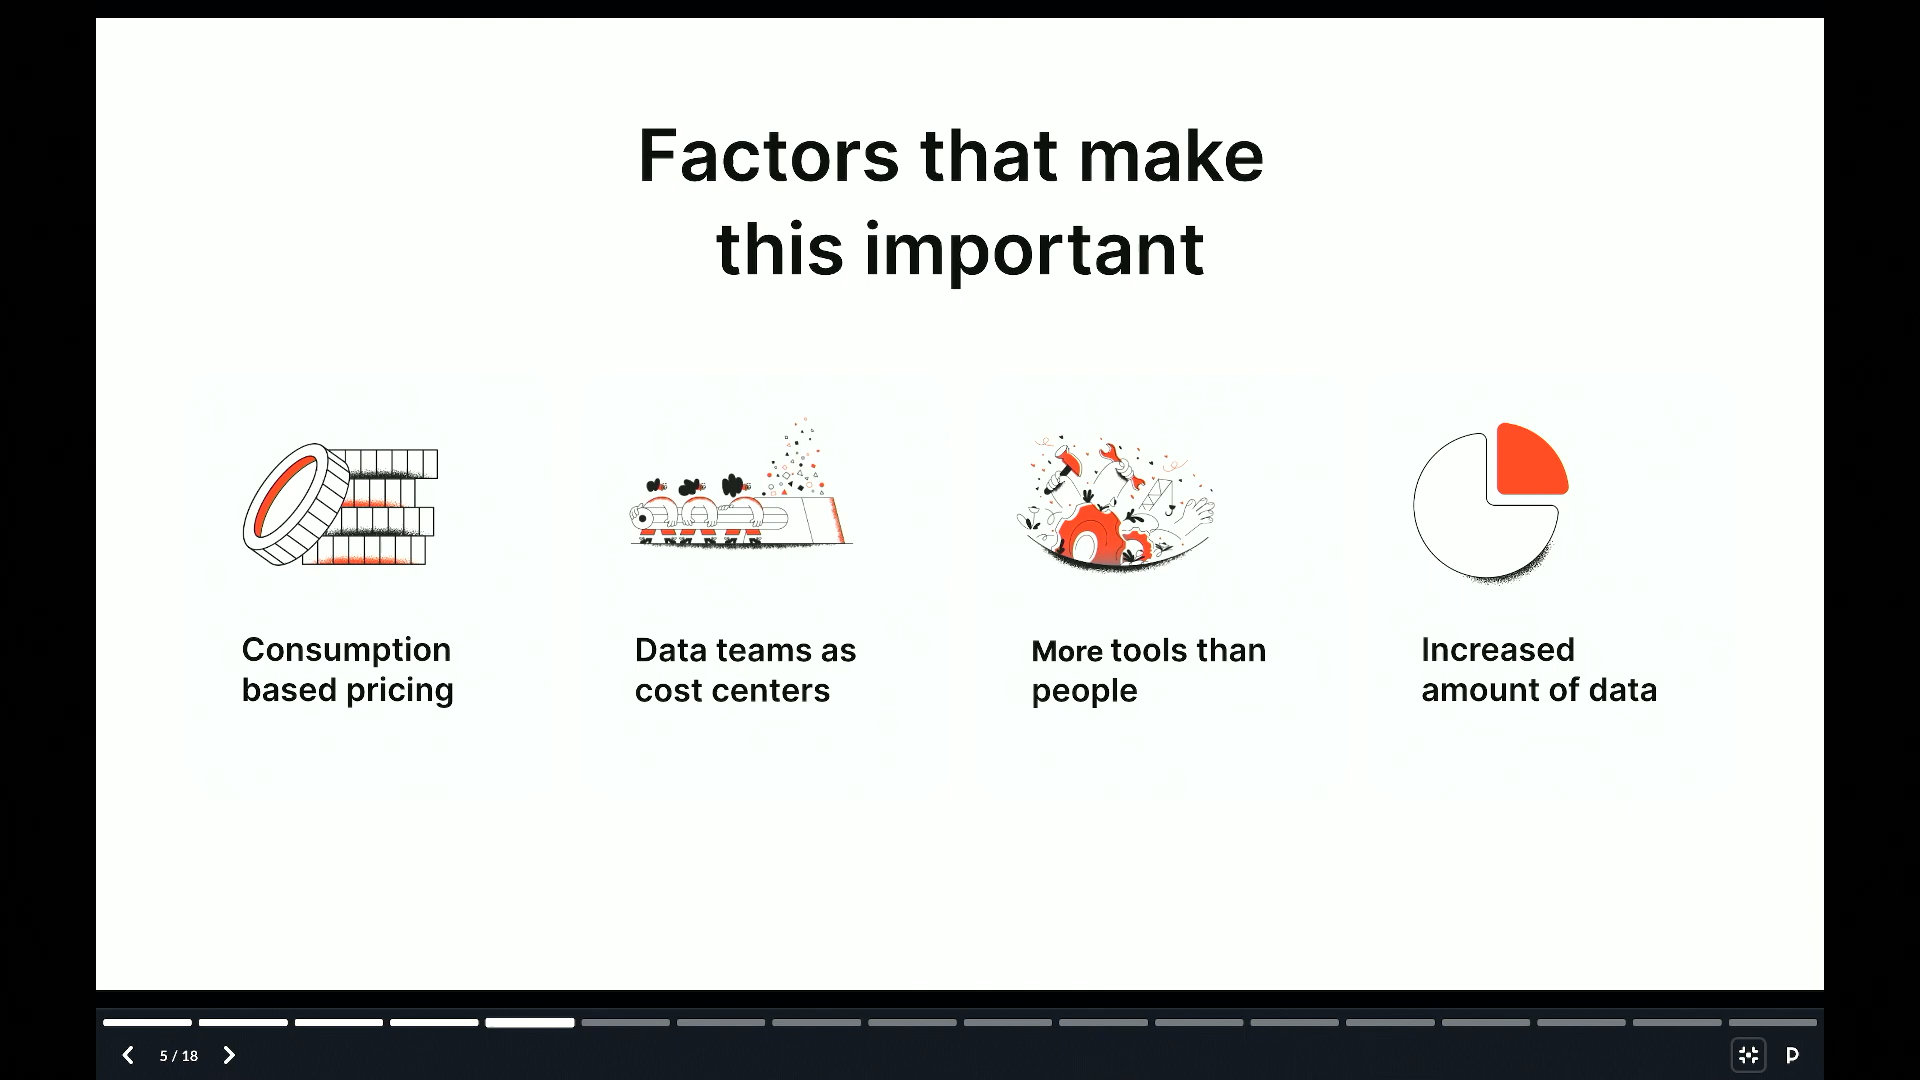 Factors that make
this important
Consumption
based pricing
Data teams as
cost centers
More tools than
people
Increased
amount of data
5 / 18